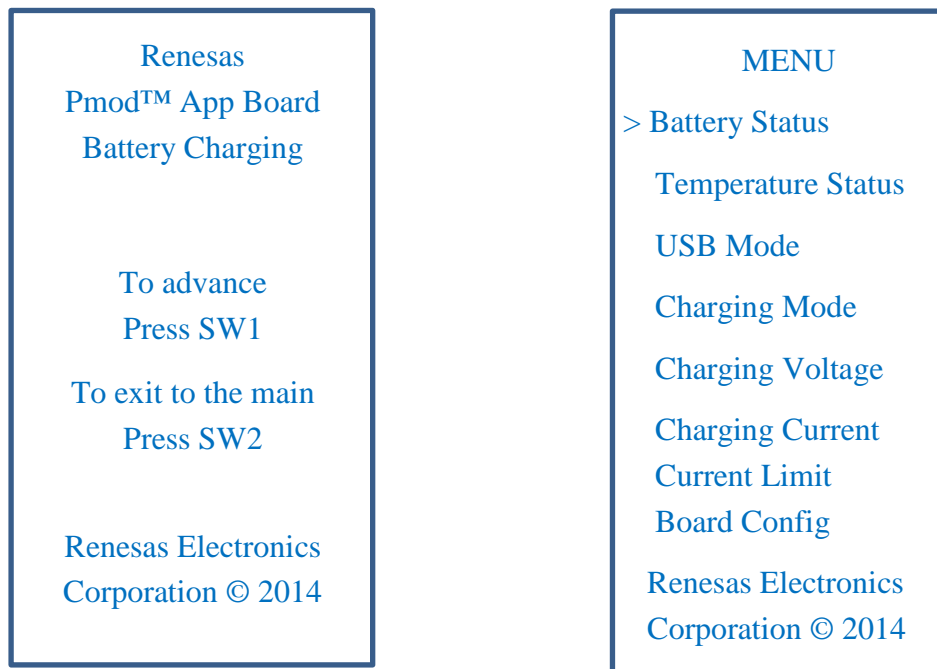 Renesas
Pmod™ App Board
Battery Charging
To advance
Press SW1
To exit to the main
Press SW2
Renesas Electronics
Corporation © 2014
MENU
> Battery Status
Temperature Status
USB Mode
Charging Mode
Charging Voltage
Charging Current
Current Limit
Board Config
Renesas Electronics
Corporation © 2014